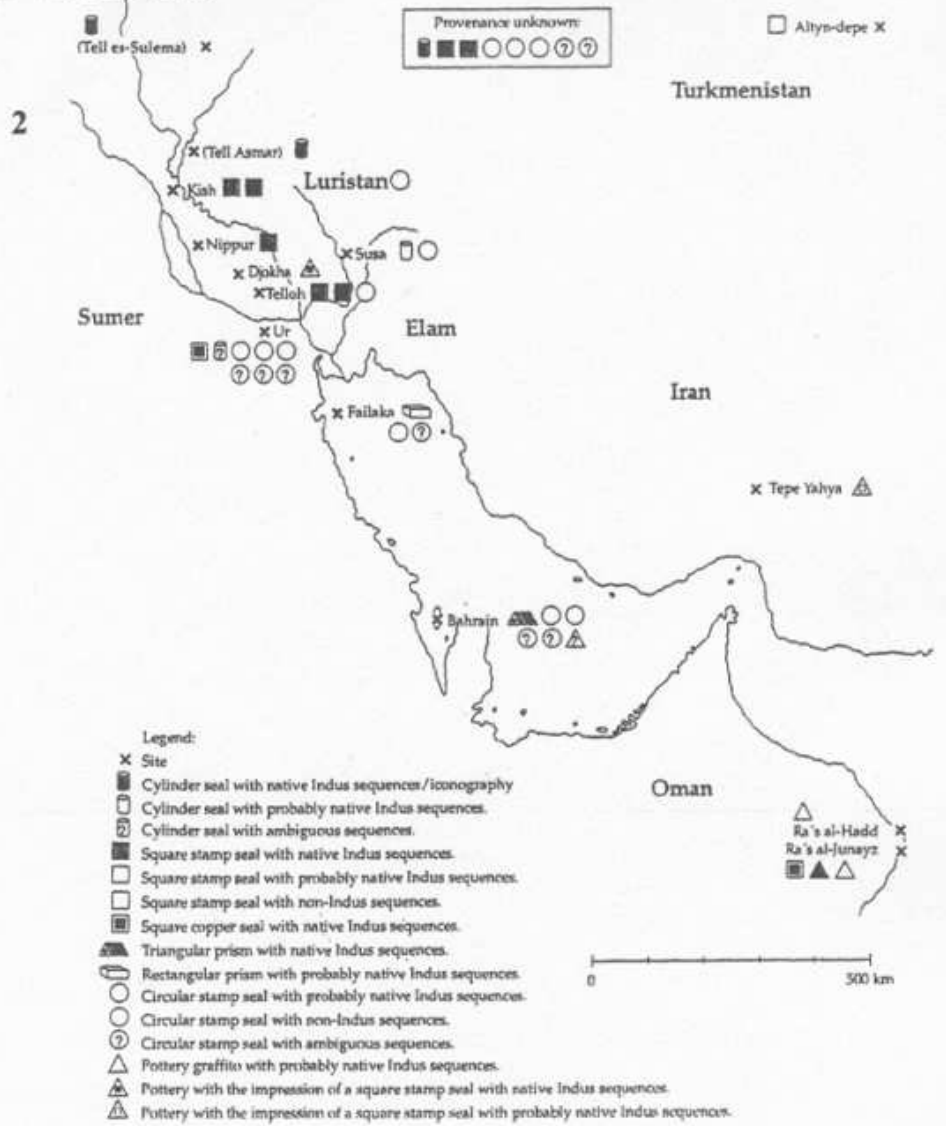 Provenance unknown:
Altyn-depe
(Tell es-Sulema)
Turkmenistan
2
(Tell Asmar)
Kish
Luristan
Nippur
Susa
Djokha
Telloh
Sumer
Ur
Elam
Iran
Failaka
Tepe Yahya
Bahrain
Legend:
Site
Cylinder seal with native Indus sequences/iconography
Cylinder seal with probably native Indus sequences.
Cylinder seal with ambiguous sequences.
Square stamp seal with native Indus sequences.
Square stamp seal with probably native Indus sequences.
Square stamp seal with non-Indus sequences.
Square copper seal with native Indus sequences.
Triangular prism with native Indus sequences.
Rectangular prism with probably native Indus sequences.
Circular stamp seal with probably native Indus sequences.
Circular stamp seal with non-Indus sequences.
Circular stamp seal with ambiguous sequences.
Pottery graffito with probably native Indus sequences.
Pottery with the impression of a square stamp seal with native Indus sequences.
Pottery with the impression of a square stamp seal with probably native Indus sequences.
Oman
Ra's al-Hadd
Ra's al-Junayz
0 300 km